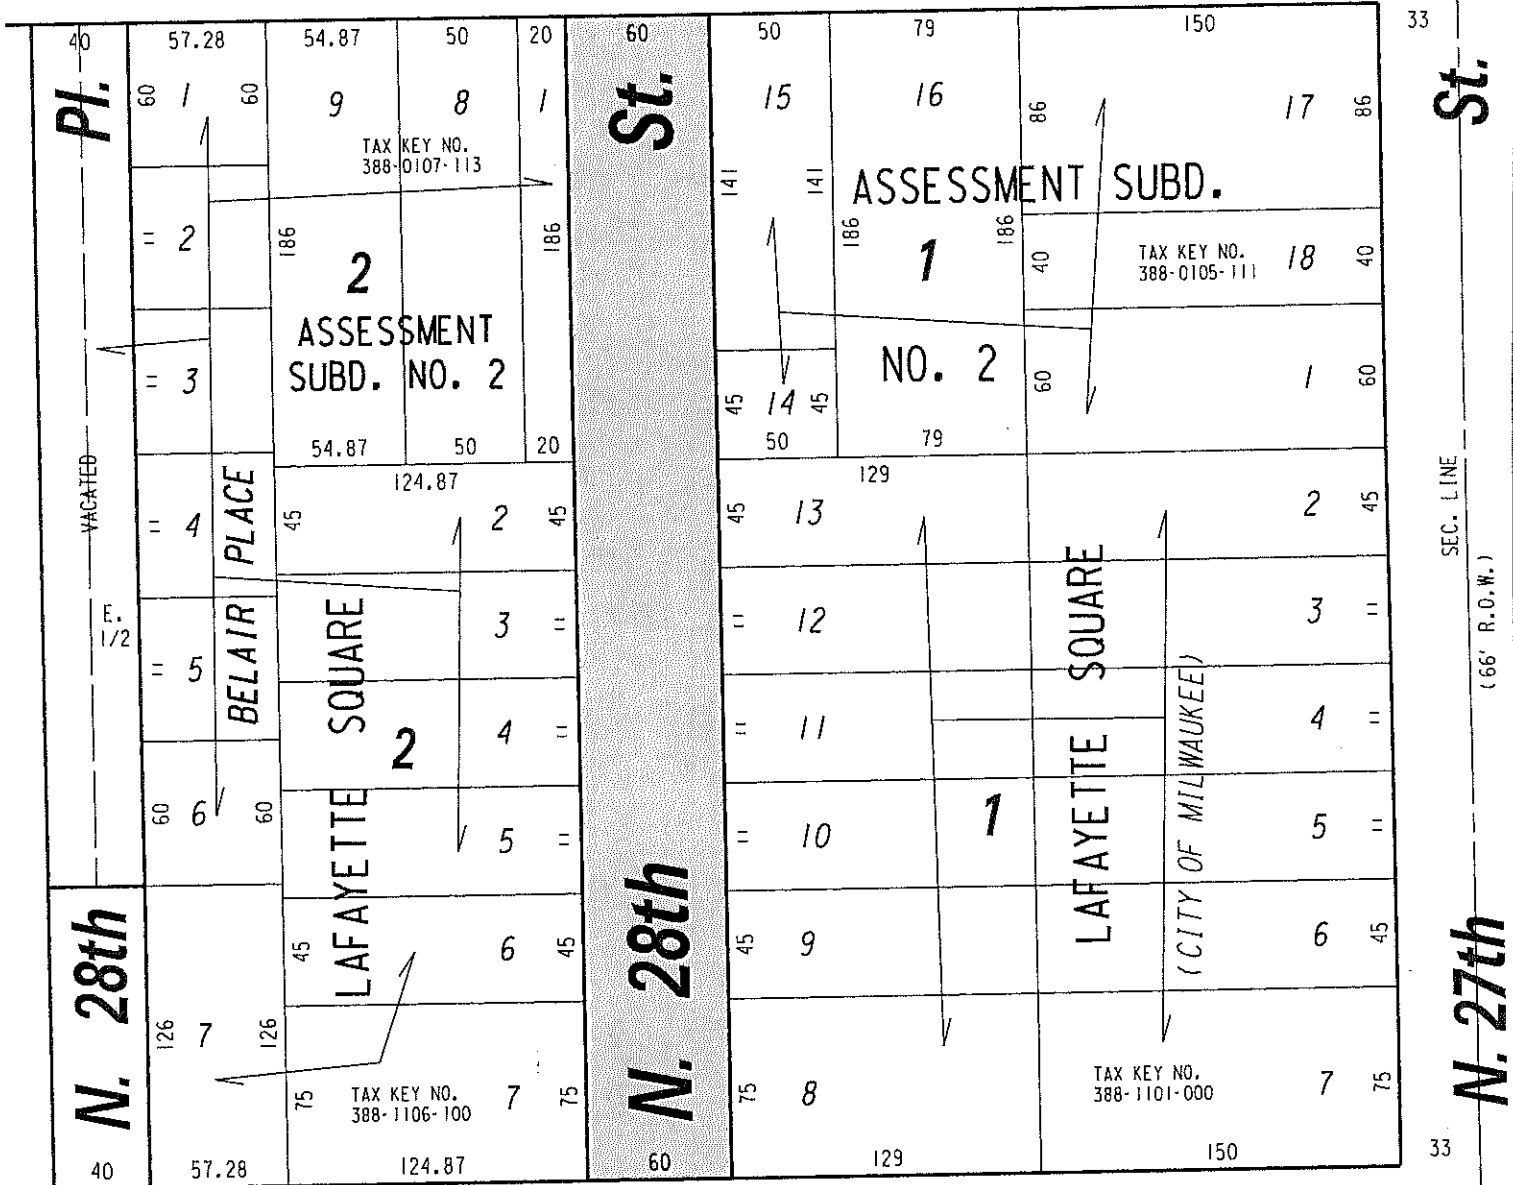 40 57.28 54.87 50 20 60 50 79 150 33
Pl.
60 1 60
9
8
1
TAX KEY NO.
388-0107-113
St.
15
16
86 17 86
St.
141 141
ASSESSMENT SUBD.
= 2
186
2
186
186
1
186
40
TAX KEY NO.
388-0105-111
18
40
ASSESSMENT
SUBD. NO. 2
= 3
NO. 2
60 1 60
45 14 45
54.87 50 20
50 79
VACATED
124.87
129
SEC. LINE
(66' R.O.W.)
= 4
BELAIR PLACE
45 2 45
45 13
2 45
E.
1/2
= 5
3 =
= 12
3 =
LAFAYETTE SQUARE
2
4 =
= 11
4 =
LAFAYETTE SQUARE
(CITY OF MILWAUKEE)
60 6 60
5 =
= 10
1
5 =
N. 28th
45 6 45
N. 28th
45 9
6 45
N. 27th
126 7 126
75
TAX KEY NO.
388-1106-100
7 75
75 8
TAX KEY NO.
388-1101-000
7 75
40 57.28 124.87 60 129 150 33